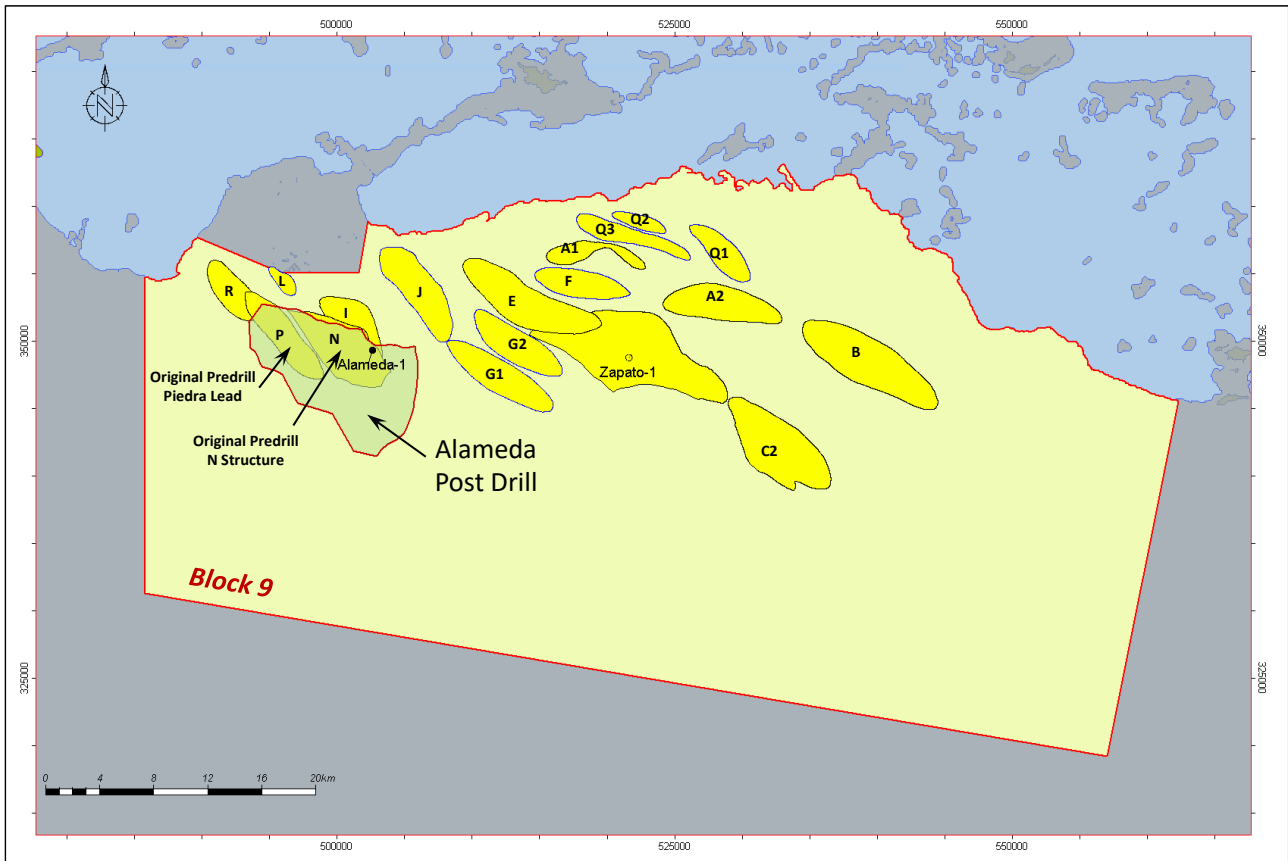 500000 525000 550000
N
Q2
Q3
A1
Q1
L
F
R
J
E
A2
I
350000 350000
P
N
G2
B
Alameda-1
Zapato-1
G1
Original Predrill
Piedra Lead
Original Predrill
N Structure
Alameda
Post Drill
C2
Block 9
325000 325000
0 4 8 12 16 20km
500000 525000 550000